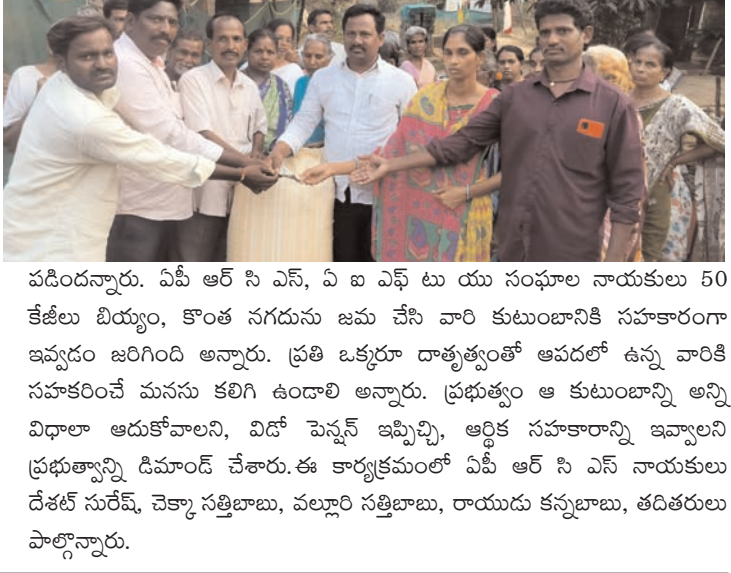 పడిందన్నారు. ఏపీ ఆర్ సి ఎస్, ఏ ఐ ఎఫ్ టు యు సంఘాల నాయకులు 50
కేజీలు బియ్యం, కొంత నగదును జమ చేసి వారి కుటుంబానికి సహకారంగా
ఇవ్వడం జరిగింది అన్నారు. ప్రతి ఒక్కరూ దాతృత్వంతో ఆపదలో ఉన్న వారికి
సహకరించే మనసు కలిగి ఉండాలి అన్నారు. ప్రభుత్వం ఆ కుటుంబాన్ని అన్ని
విధాలా ఆదుకోవాలని, విడో పెన్షన్ ఇప్పిచ్చి, ఆర్థిక సహకారాన్ని ఇవ్వాలని
ప్రభుత్వాన్ని డిమాండ్ చేశారు.ఈ కార్యక్రమంలో ఏపీ ఆర్ సి ఎస్ నాయకులు
దేశట్ సురేష్, చెక్కా సత్తిబాబు, వల్లూరి సత్తిబాబు, రాయుడు కన్నబాబు, తదితరులు
పాల్గొన్నారు.